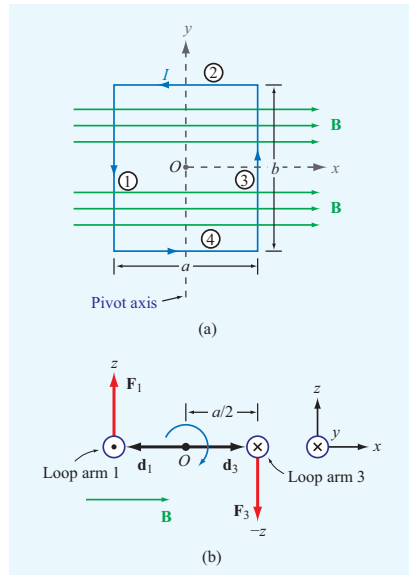 y
I
②
B
O
x
①
③
b
B
④
a
Pivot axis
(a)
z
F1
a/2
z
y
x
Loop arm 1
d1
O
d3
Loop arm 3
B
F3
−z
(b)